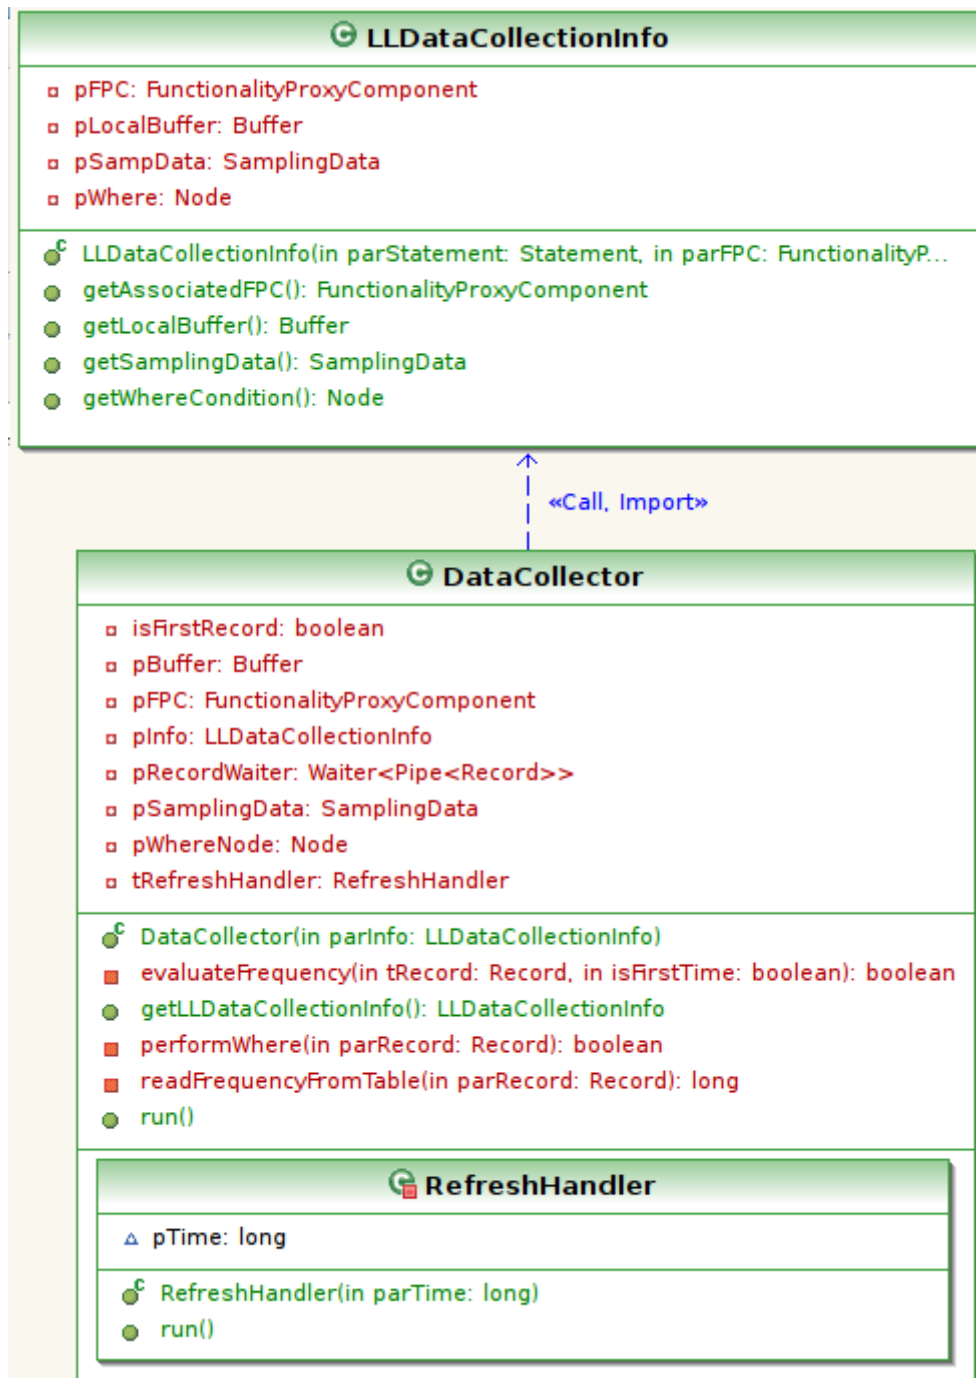 LLDataCollectionInfo
pFPC: FunctionalityProxyComponent
pLocalBuffer: Buffer
pSampData: SamplingData
pWhere: Node
LLDataCollectionInfo(in parStatement: Statement, in parFPC: FunctionalityP...
getAssociatedFPC(): FunctionalityProxyComponent
getLocalBuffer(): Buffer
getSamplingData(): SamplingData
getWhereCondition(): Node
«Call, Import»
DataCollector
isFirstRecord: boolean
pBuffer: Buffer
pFPC: FunctionalityProxyComponent
pInfo: LLDataCollectionInfo
pRecordWaiter: Waiter<Pipe<Record>>
pSamplingData: SamplingData
pWhereNode: Node
tRefreshHandler: RefreshHandler
DataCollector(in parInfo: LLDataCollectionInfo)
evaluateFrequency(in tRecord: Record, in isFirstTime: boolean): boolean
getLLDataCollectionInfo(): LLDataCollectionInfo
performWhere(in parRecord: Record): boolean
readFrequencyFromTable(in parRecord: Record): long
run()
RefreshHandler
pTime: long
RefreshHandler(in parTime: long)
run()